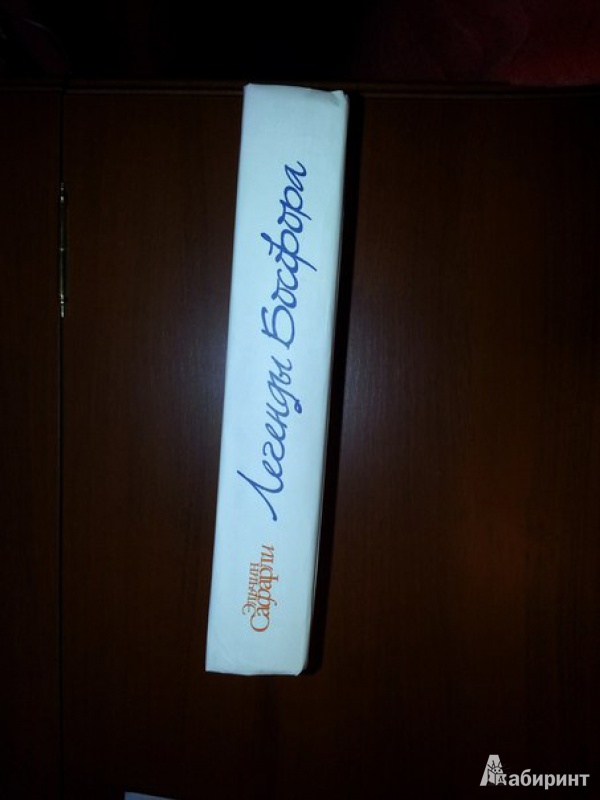 Эльчин
Сафарли
Легенды Босфора
Лабиринт